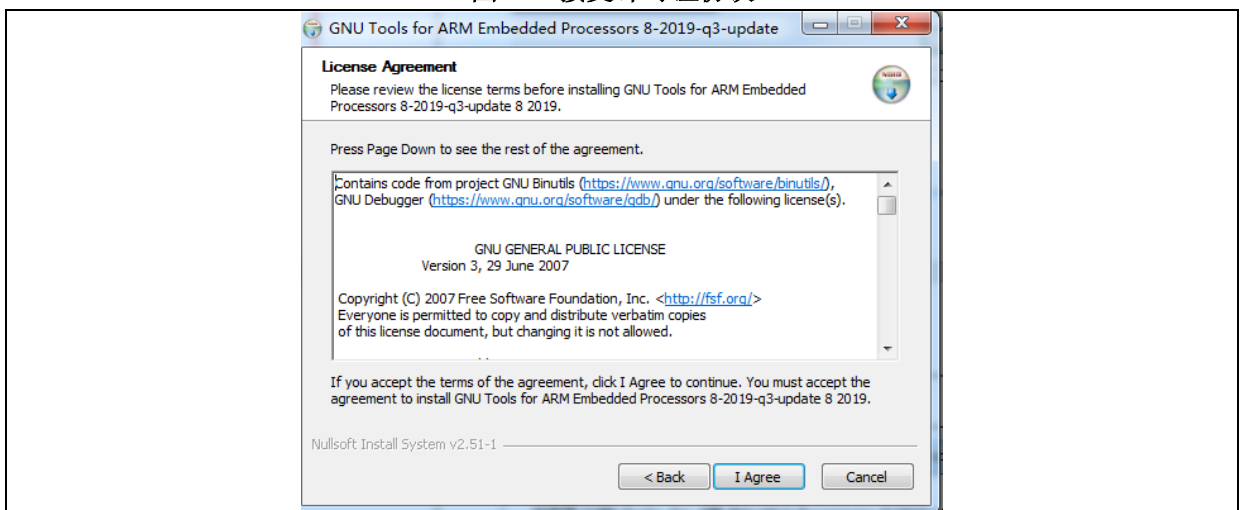 GNU Tools for ARM Embedded Processors 8-2019-q3-update
License Agreement
Please review the license terms before installing GNU Tools for ARM Embedded
Processors 8-2019-q3-update 8 2019.
Press Page Down to see the rest of the agreement.
Contains code from project GNU Binutils (https://www.gnu.org/software/binutils/),
GNU Debugger (https://www.gnu.org/software/gdb/) under the following license(s).
GNU GENERAL PUBLIC LICENSE
Version 3, 29 June 2007
Copyright (C) 2007 Free Software Foundation, Inc. <http://fsf.org/>
Everyone is permitted to copy and distribute verbatim copies
of this license document, but changing it is not allowed.
If you accept the terms of the agreement, click I Agree to continue. You must accept the
agreement to install GNU Tools for ARM Embedded Processors 8-2019-q3-update 8 2019.
Nullsoft Install System v2.51-1
< Back I Agree Cancel